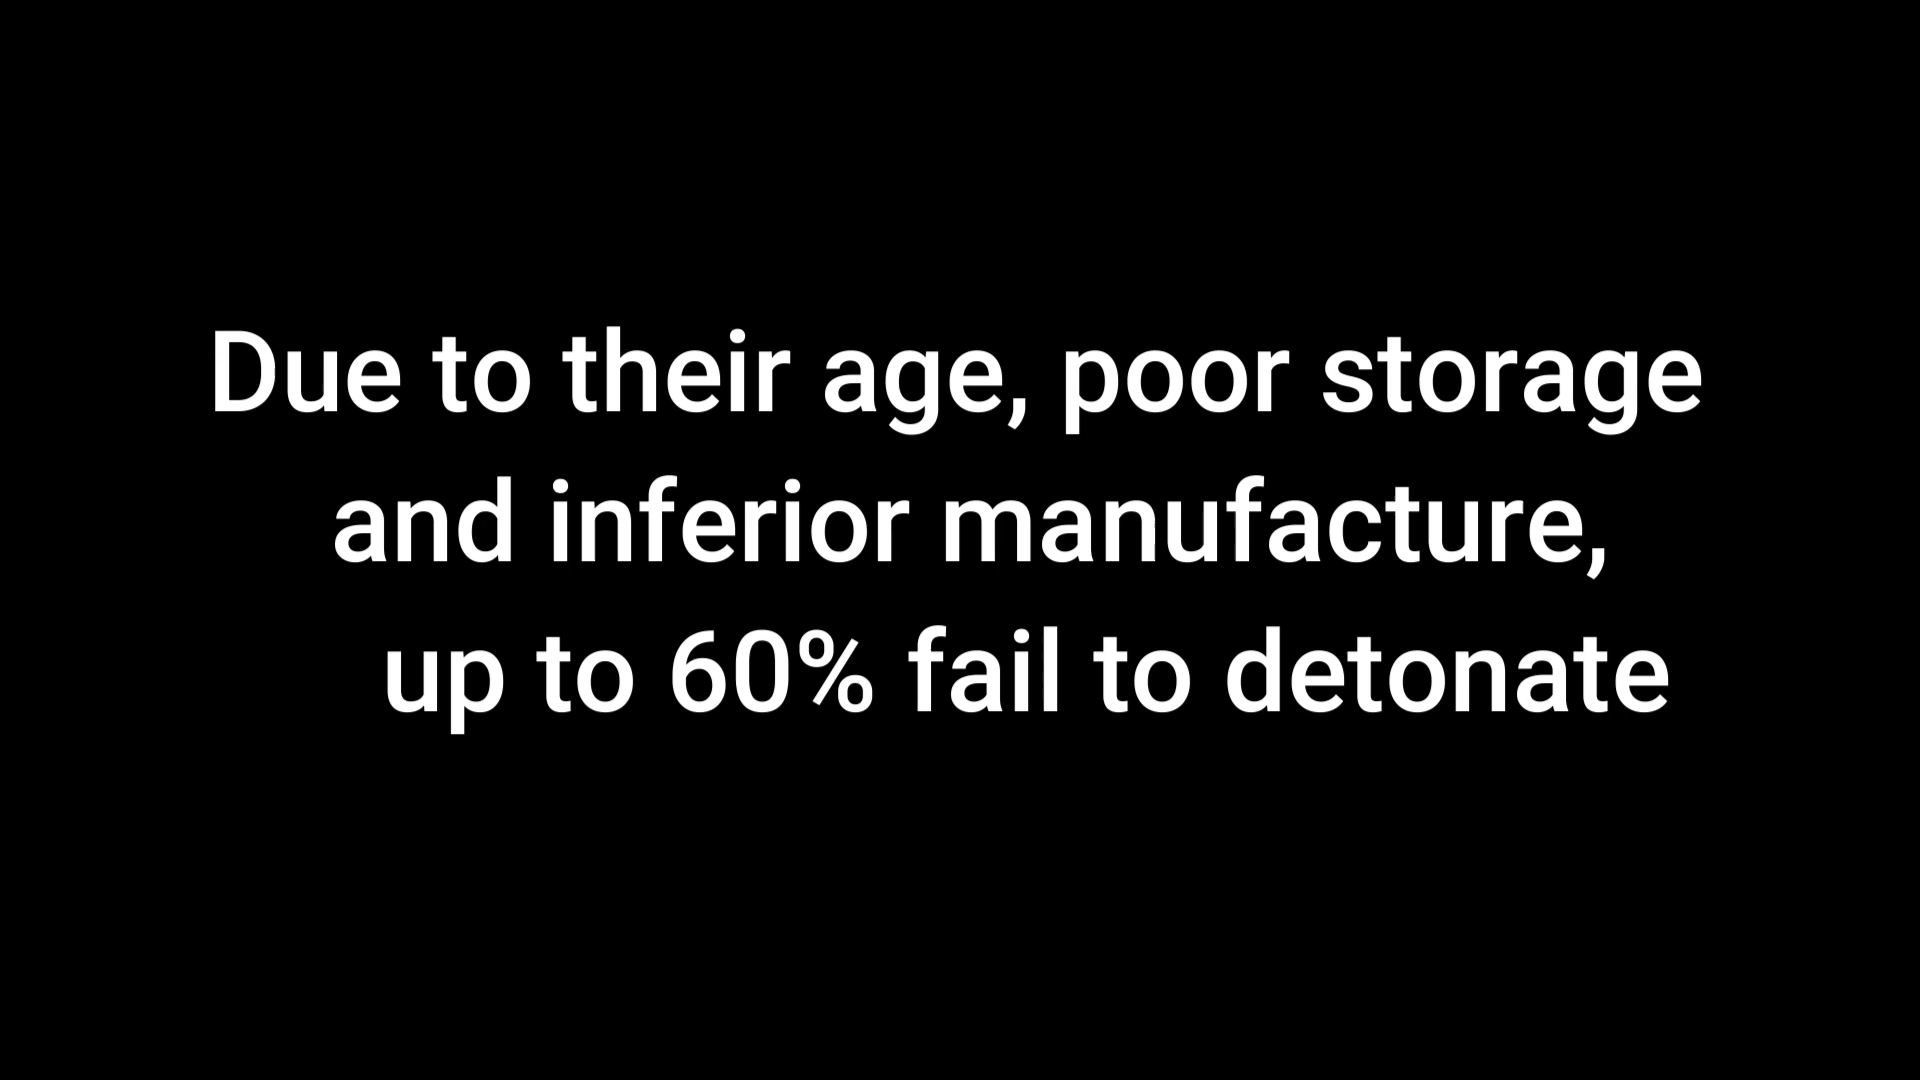 Due to their age, poor storage
and inferior manufacture,
up to 60% fail to detonate